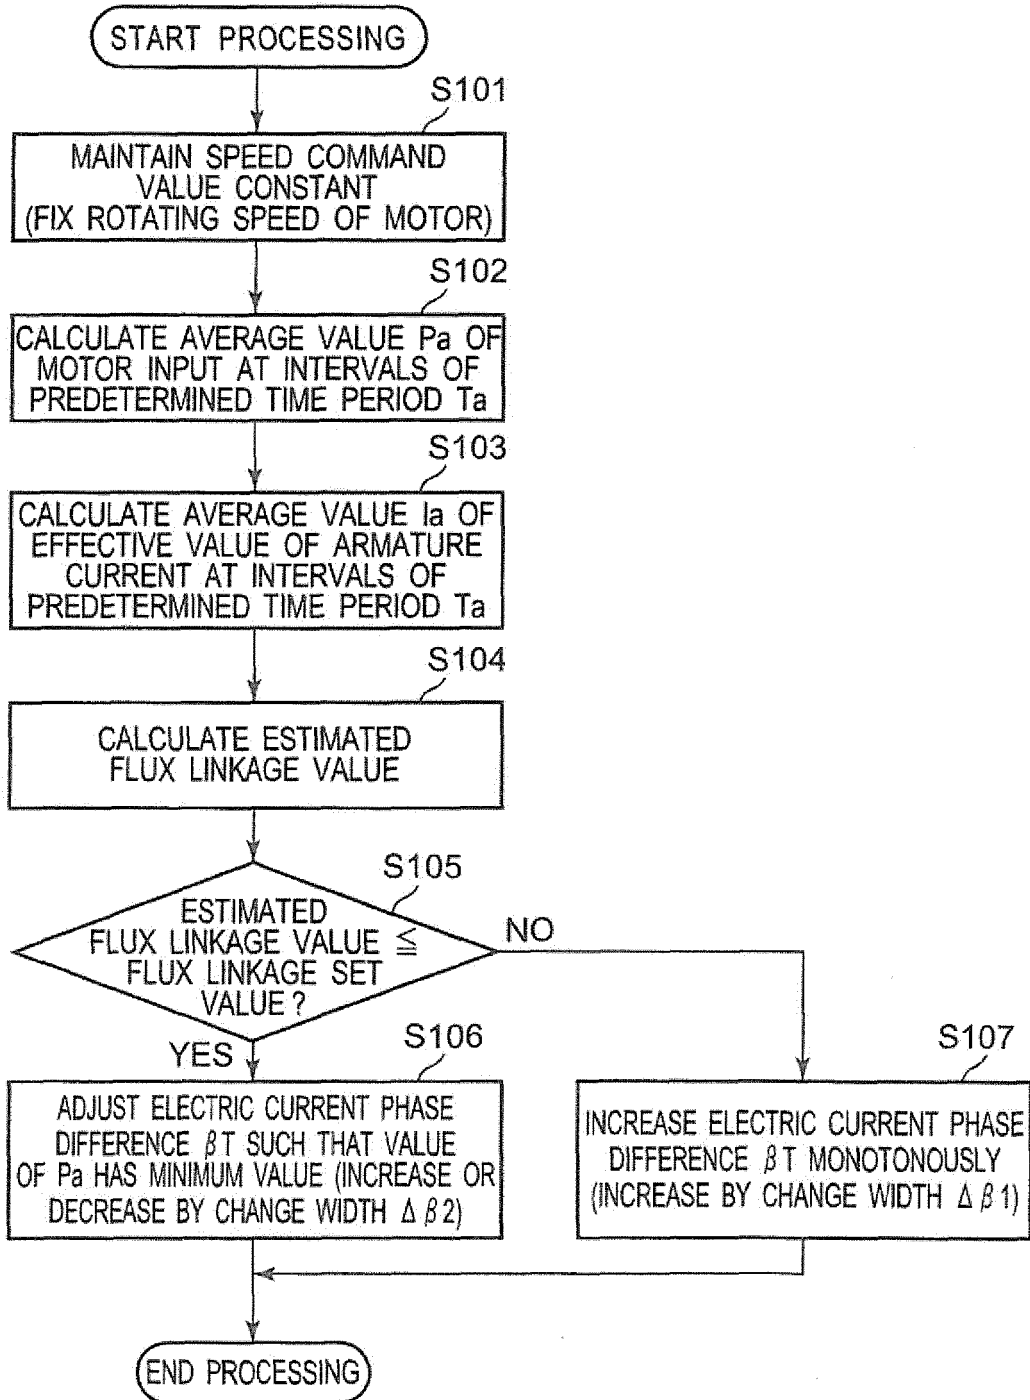 START PROCESSING
S101
MAINTAIN SPEED COMMAND
VALUE CONSTANT
(FIX ROTATING SPEED OF MOTOR)
S102
CALCULATE AVERAGE VALUE Pa OF
MOTOR INPUT AT INTERVALS OF
PREDETERMINED TIME PERIOD Ta
S103
CALCULATE AVERAGE VALUE Ia OF
EFFECTIVE VALUE OF ARMATURE
CURRENT AT INTERVALS OF
PREDETERMINED TIME PERIOD Ta
S104
CALCULATE ESTIMATED
FLUX LINKAGE VALUE
S105
ESTIMATED
FLUX LINKAGE VALUE ≦
FLUX LINKAGE SET
VALUE?
NO
YES
S106
ADJUST ELECTRIC CURRENT PHASE
DIFFERENCE βT SUCH THAT VALUE
OF Pa HAS MINIMUM VALUE (INCREASE OR
DECREASE BY CHANGE WIDTH Δβ2)
S107
INCREASE ELECTRIC CURRENT PHASE
DIFFERENCE βT MONOTONOUSLY
(INCREASE BY CHANGE WIDTH Δβ1)
END PROCESSING